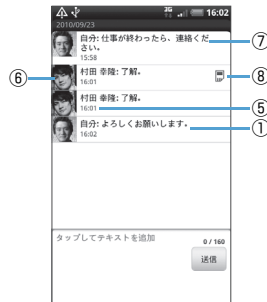 3G
16:02
2010/09/23
自分: 仕事が終わったら、連絡くだ
さい。
15:58
⑦
村田 幸隆: 了解。
16:01
⑥
⑧
村田 幸隆: 了解。
16:01
⑤
自分: よろしくお願いします。
16:02
①
タップしてテキストを追加
0 / 160
送信